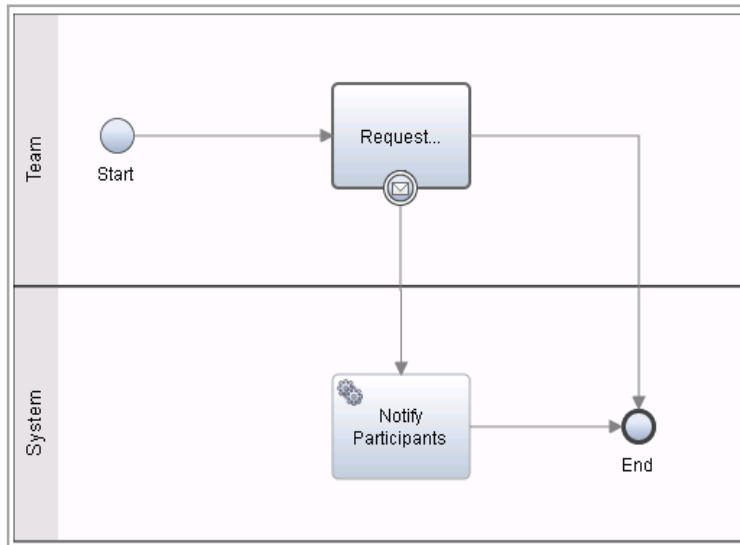 Team
Start
Request...
System
Notify
Participants
End